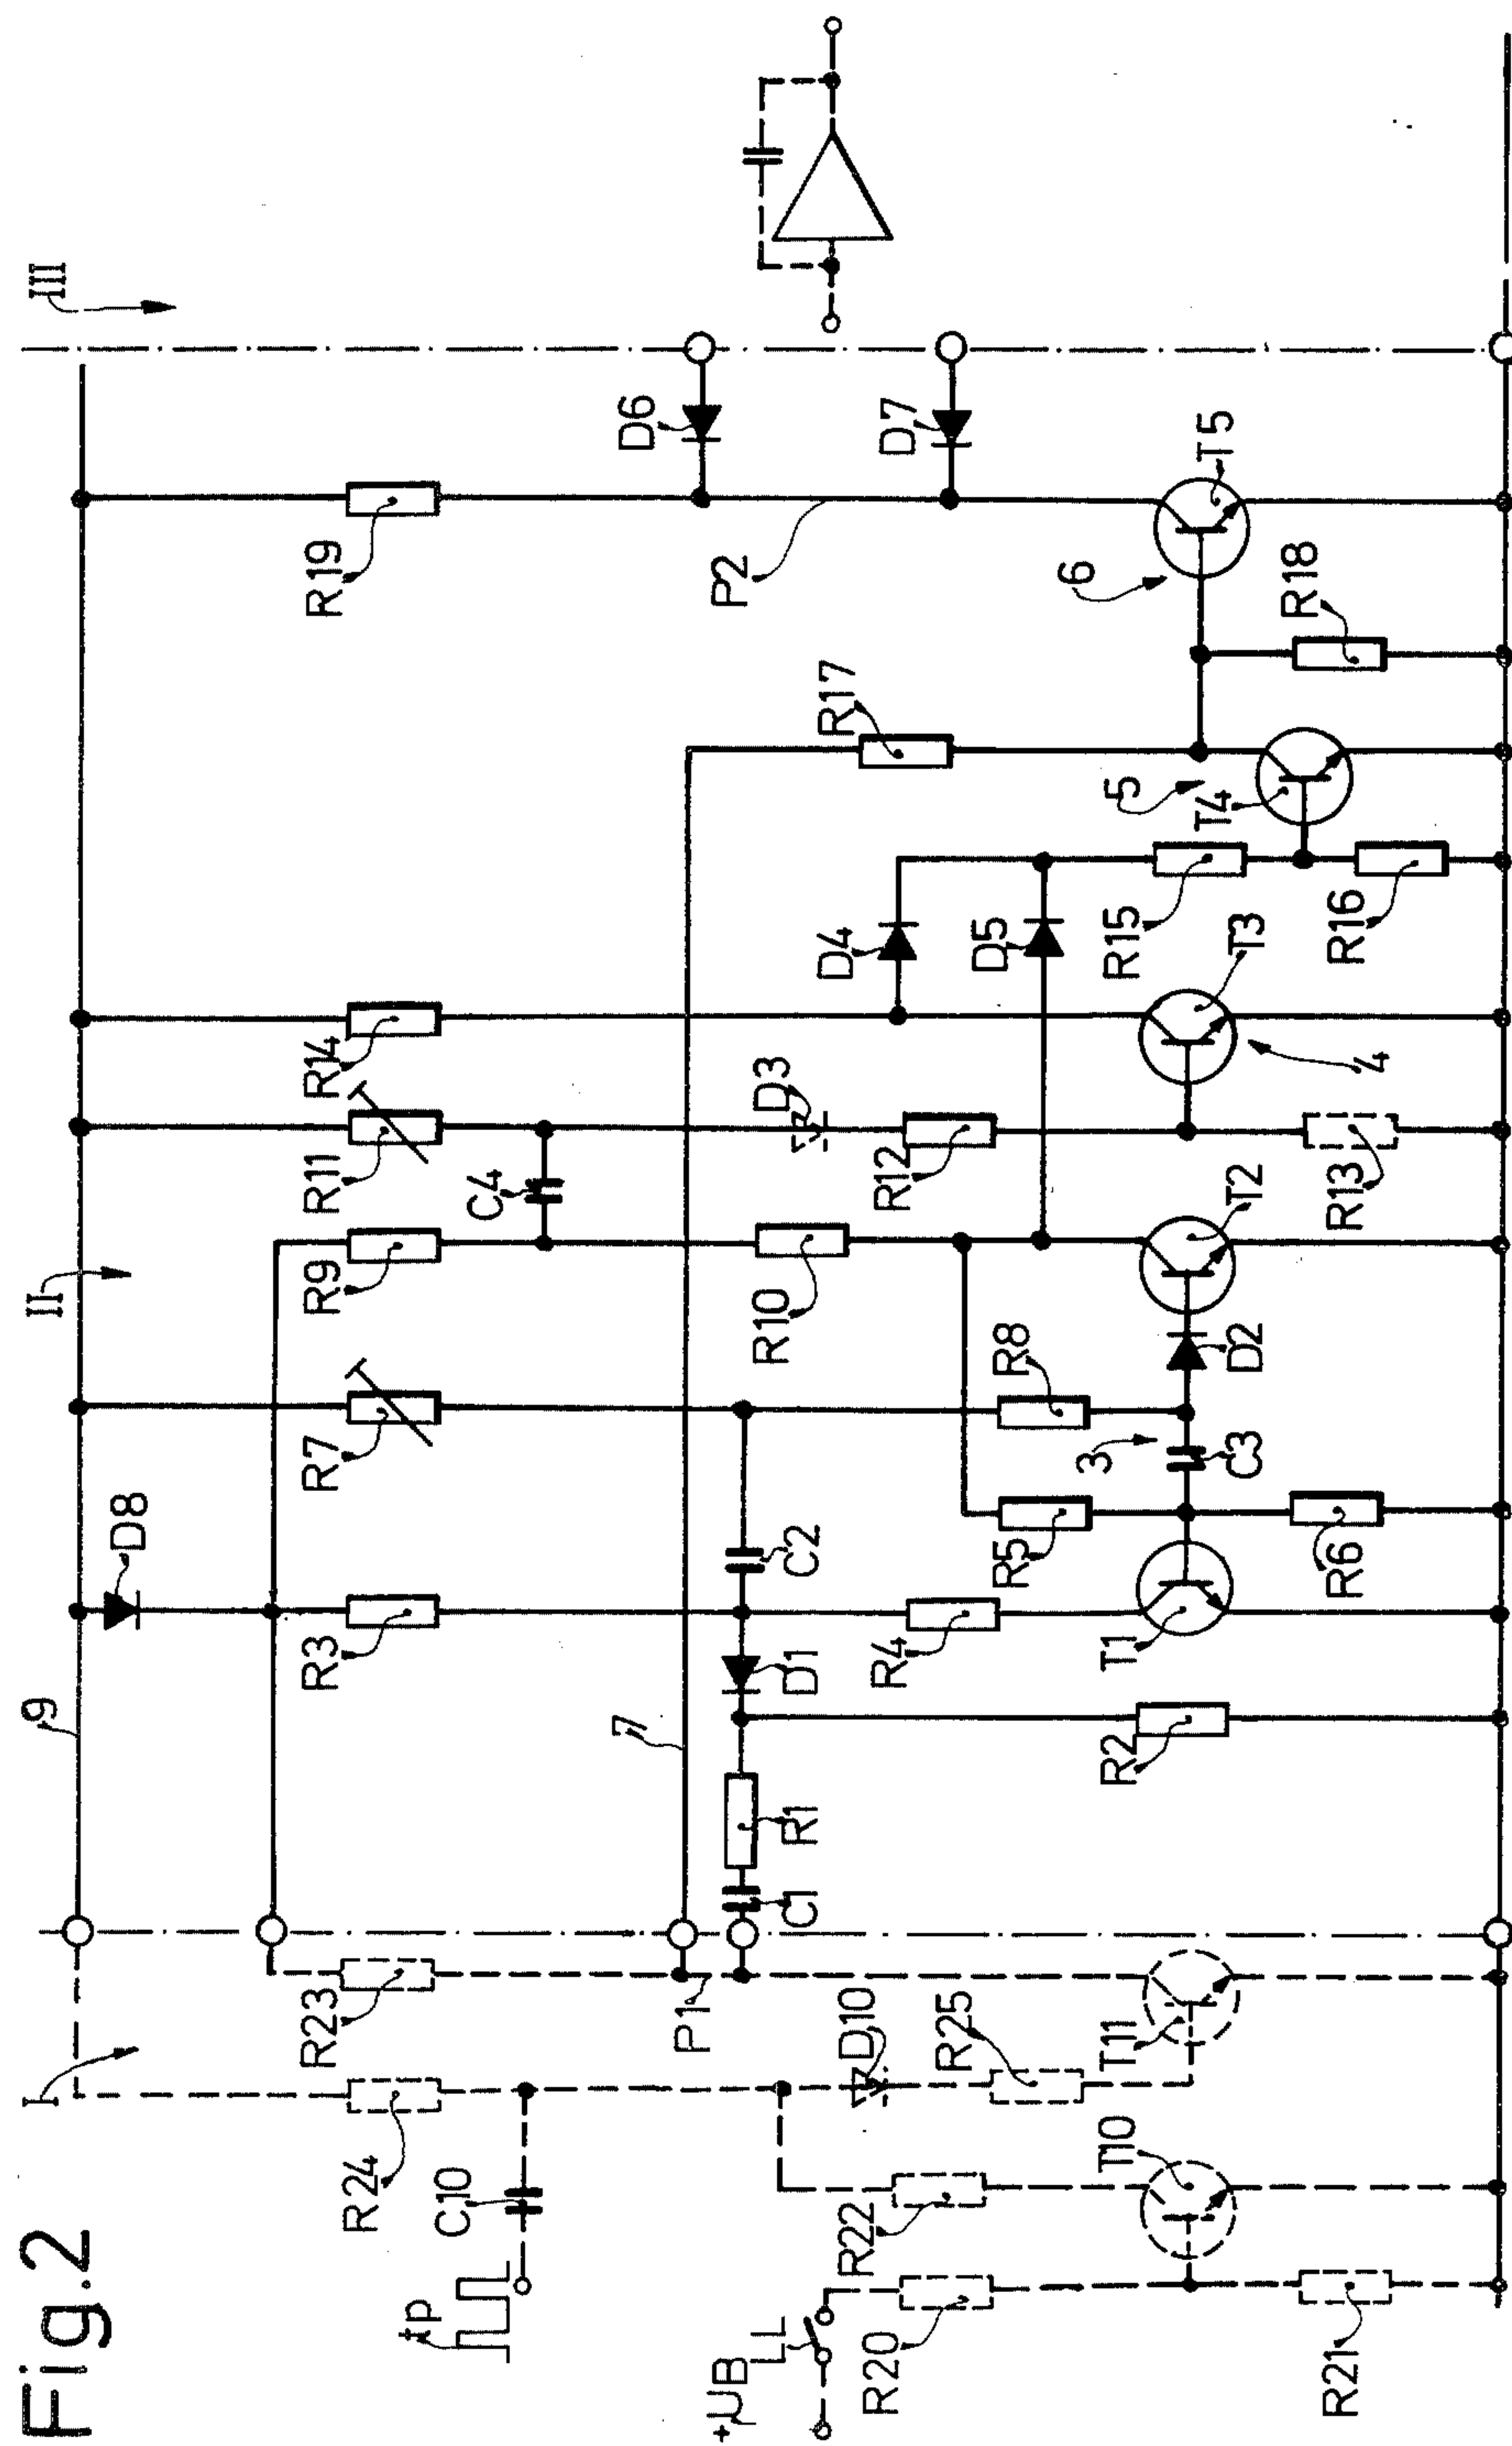 Fig.2
I
II
III
9
D8
R24
R23
R3
R7
R9
R11
R14
R19
C10
C4
tp
+UB
LL
P1
7
D1
C2
C1
R1
R10
D3
R17
P2
D6
D7
R20
R22
D10
R25
R4
R5
R8
R12
D4
D5
R15
5
T4
6
T5
R21
T10
T11
R2
T1
R6
3
C3
D2
T2
R13
4
T3
R16
R18